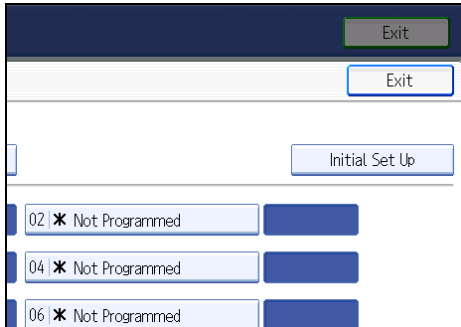 Exit
Exit
Initial Set Up
02 * Not Programmed
04 * Not Programmed
06 * Not Programmed